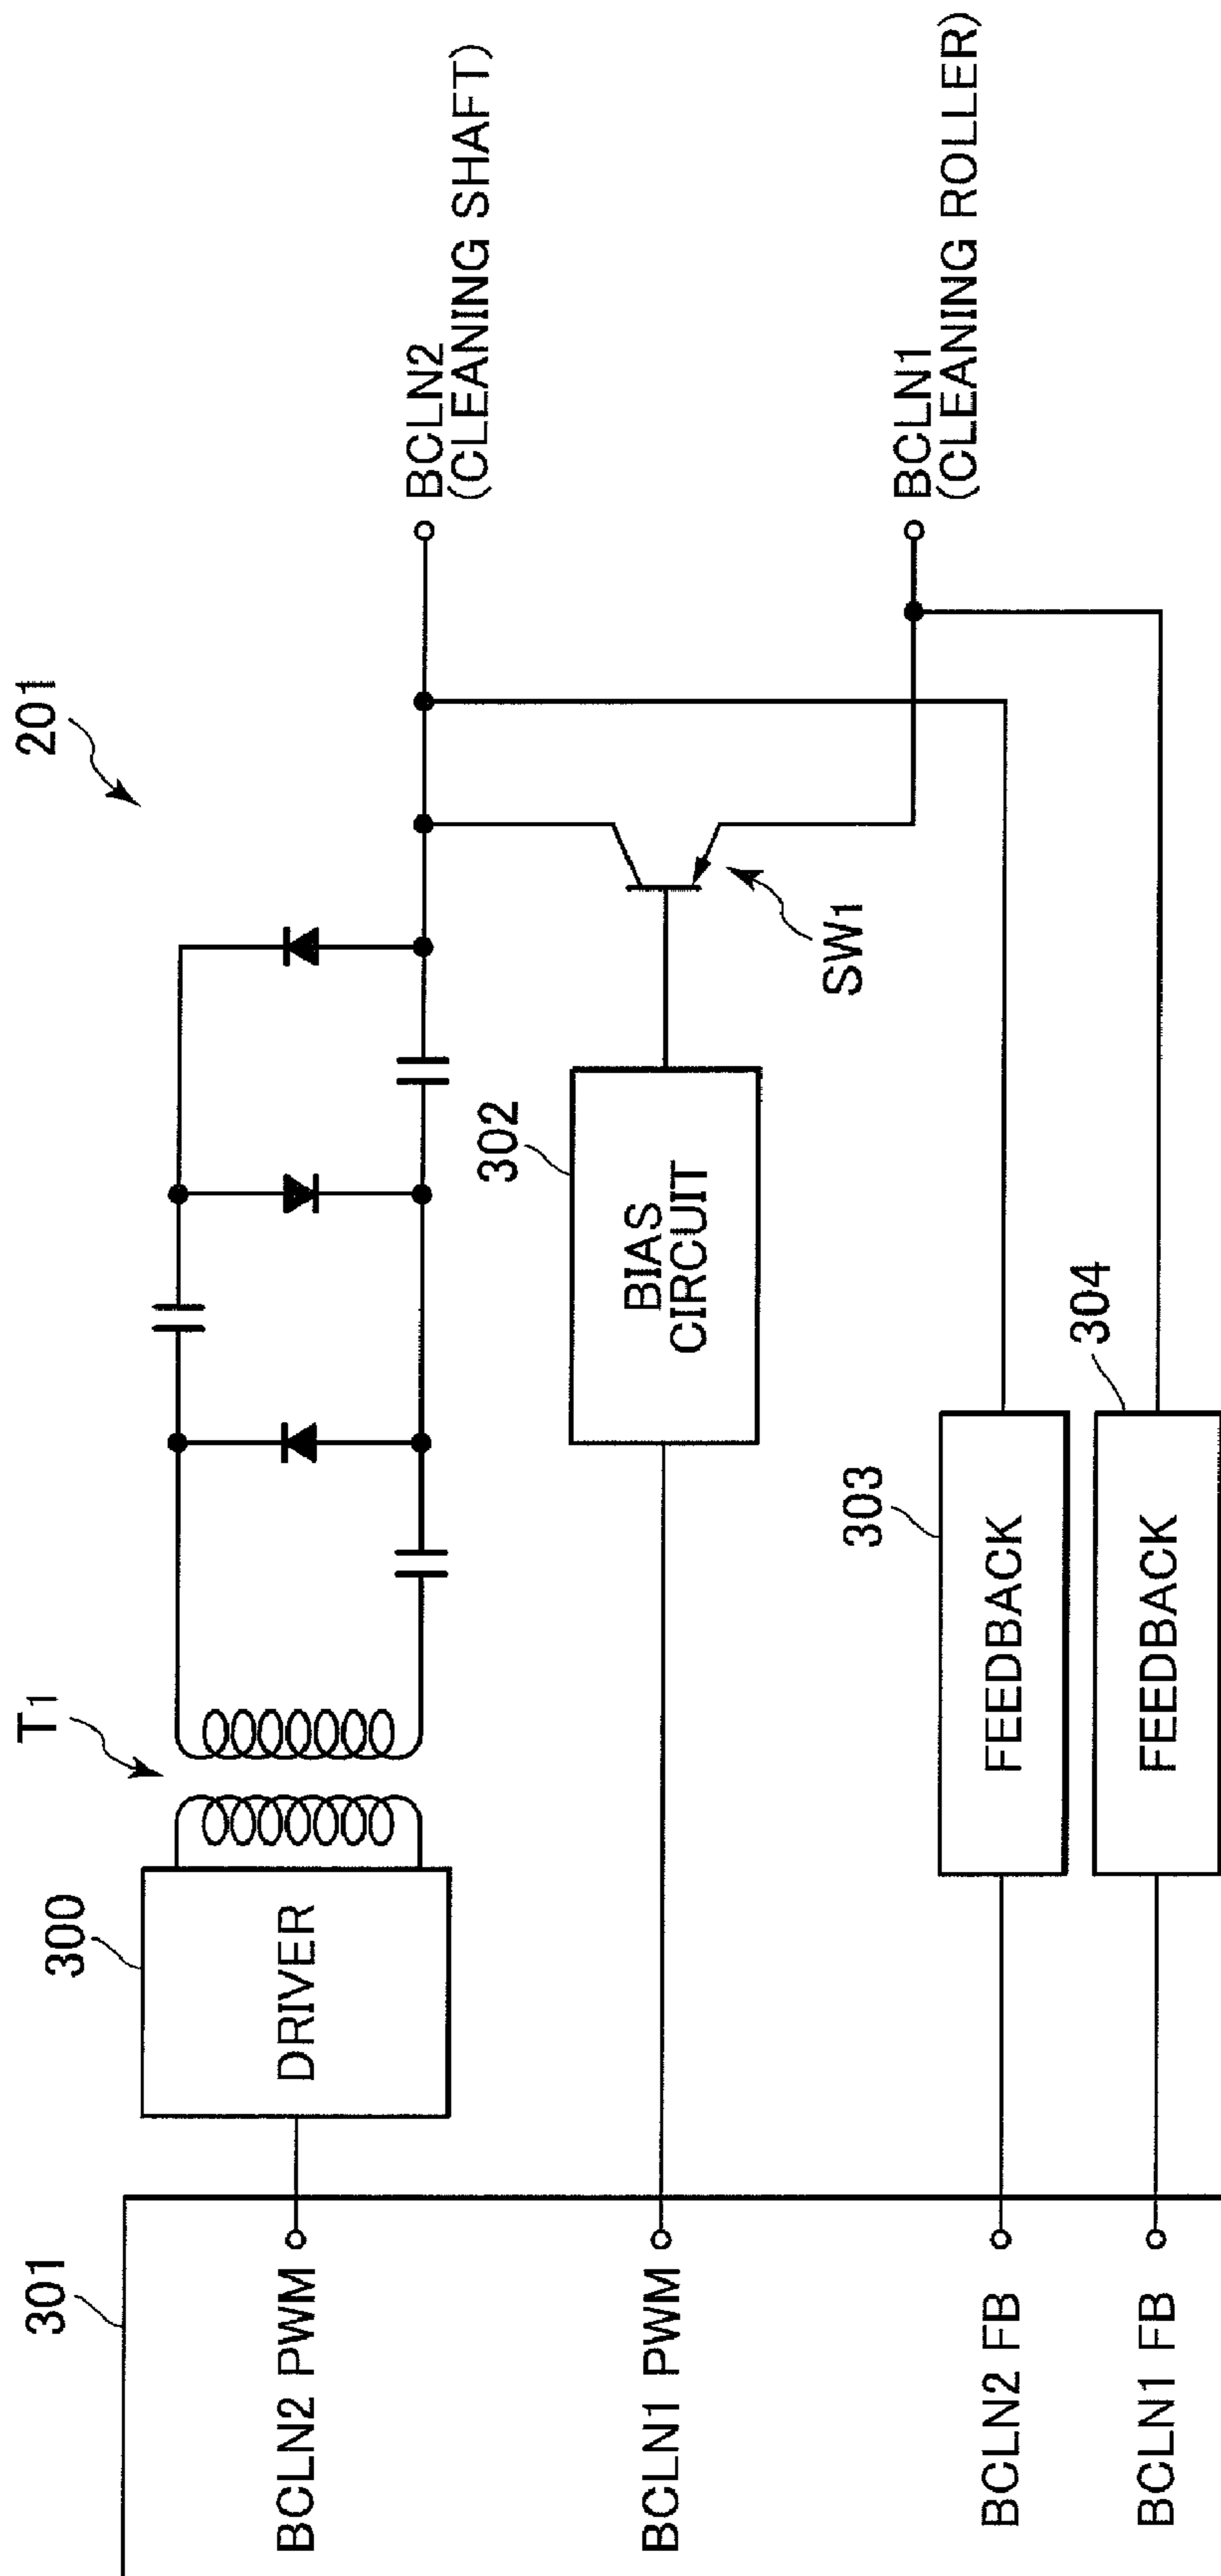 201
T1
300
DRIVER
301
BCLN2 PWM
BCLN2
(CLEANING SHAFT)
302
BIAS
CIRCUIT
SW1
BCLN1 PWM
BCLN1
(CLEANING ROLLER)
303
FEEDBACK
BCLN2 FB
304
FEEDBACK
BCLN1 FB